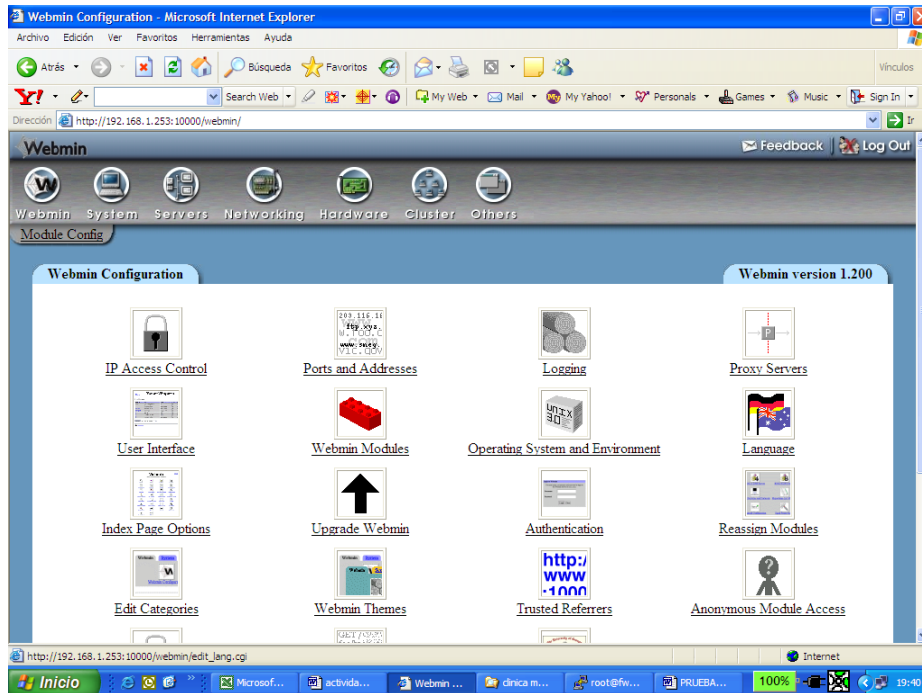 Webmin Configuration - Microsoft Internet Explorer
Archivo Edición Ver Favoritos Herramientas Ayuda
Atrás Búsqueda Favoritos Vínculos
Y! Search Web My Web Mail My Yahoo! Personals Games Music Sign In
Dirección http://192.168.1.253:10000/webmin/ Ir
Webmin Feedback Log Out
Webmin System Servers Networking Hardware Cluster Others
Module Config
Webmin Configuration Webmin version 1.200
IP Access Control Ports and Addresses Logging Proxy Servers
User Interface Webmin Modules Operating System and Environment Language
Index Page Options Upgrade Webmin Authentication Reassign Modules
http:/
www
Edit Categories Webmin Themes Trusted Referrers Anonymous Module Access
http://192.168.1.253:10000/webmin/edit_lang.cgi Internet
Inicio Microsof... activida... Webmin ... clinica m... root@fw... PRUEBA... 100%